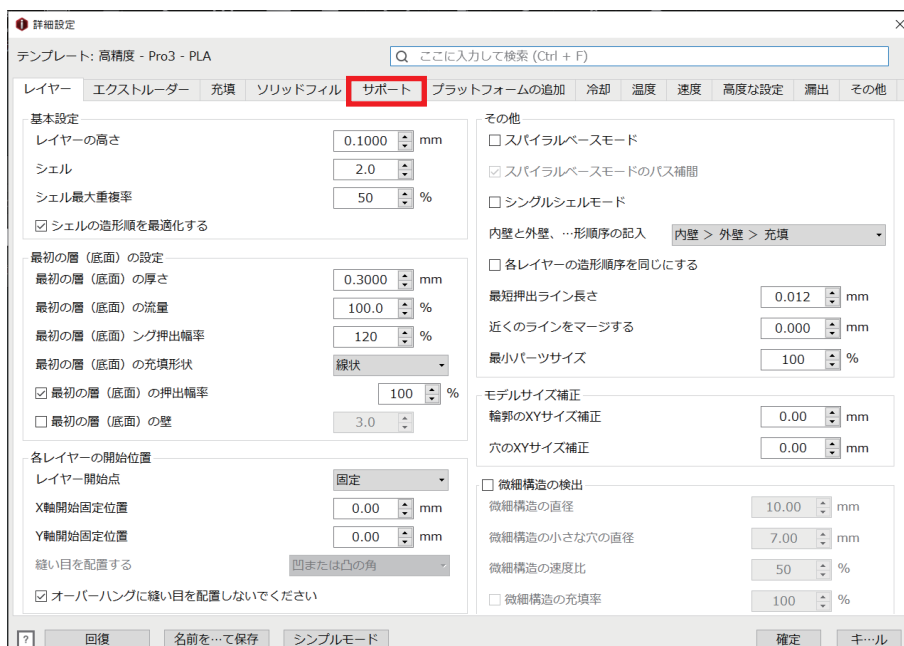 詳細設定
テンプレート: 高精度 - Pro3 - PLA
ここに入力して検索 (Ctrl + F)
レイヤー エクストルーダー 充填 ソリッドフィル サポート プラットフォームの追加 冷却 温度 速度 高度な設定 漏出 その他
基本設定
レイヤーの高さ 0.1000 mm
シェル 2.0
シェル最大重複率 50 %
シェルの造形順を最適化する
最初の層（底面）の設定
最初の層（底面）の厚さ 0.3000 mm
最初の層（底面）の流量 100.0 %
最初の層（底面）ング押出幅率 120 %
最初の層（底面）の充填形状 線状
最初の層（底面）の押出幅率 100 %
最初の層（底面）の壁 3.0
各レイヤーの開始位置
レイヤー開始点 固定
X軸開始固定位置 0.00 mm
Y軸開始固定位置 0.00 mm
縫い目を配置する 凹または凸の角
オーバーハングに縫い目を配置しないでください
その他
スパイラルベースモード
スパイラルベースモードのパス補間
シングルシェルモード
内壁と外壁、…形順序の記入 内壁 > 外壁 > 充填
各レイヤーの造形順序を同じにする
最短押出ライン長さ 0.012 mm
近くのラインをマージする 0.000 mm
最小パーツサイズ 100 %
モデルサイズ補正
輪郭のXYサイズ補正 0.00 mm
穴のXYサイズ補正 0.00 mm
微細構造の検出
微細構造の直径 10.00 mm
微細構造の小さな穴の直径 7.00 mm
微細構造の速度比 50 %
微細構造の充填率 100 %
? 回復 名前を…て保存 シンプルモード 確定 キ…ル